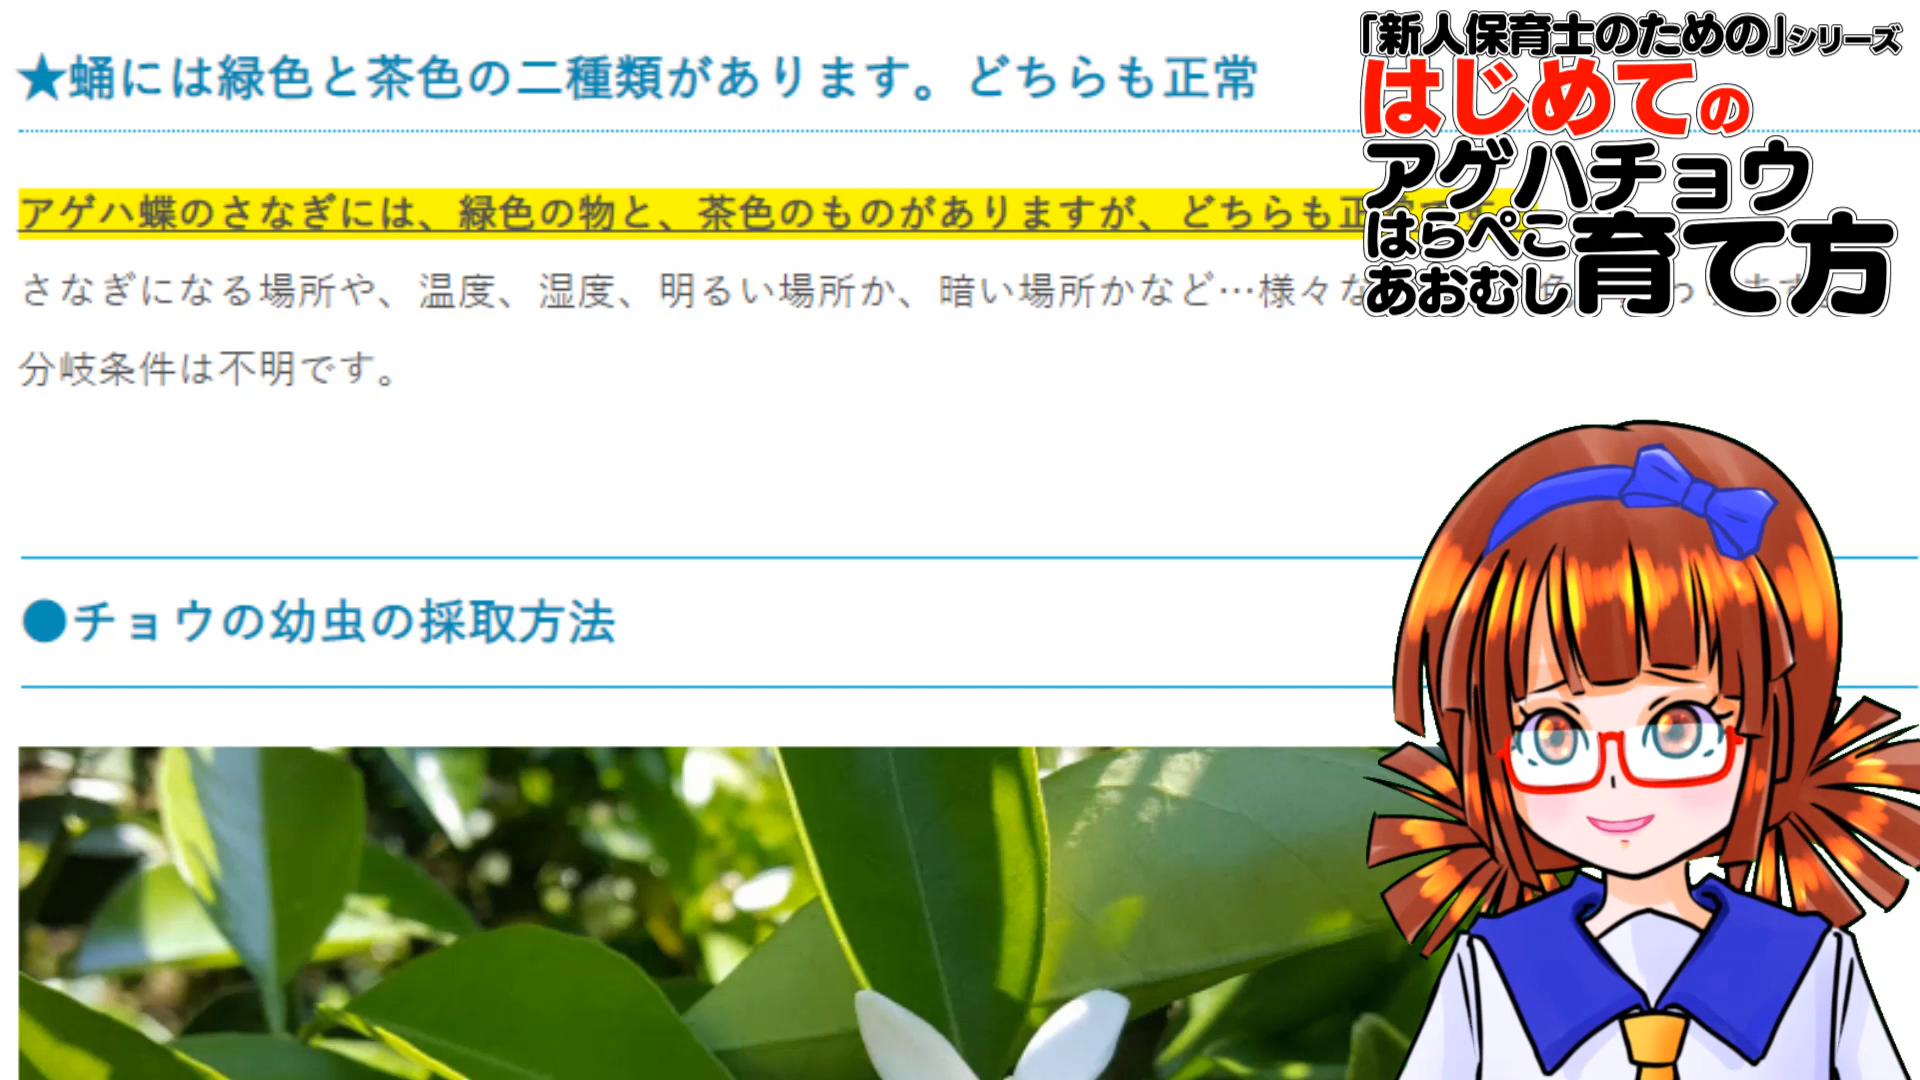 ★蛹には緑色と茶色の二種類があります。どちらも正常
アゲハ蝶のさなぎには、緑色の物と、茶色のものがありますが、どちらも正
さなぎになる場所や、温度、湿度、明るい場所か、暗い場所かなど…様々な
分岐条件は不明です。
●チョウの幼虫の採取方法
「新人保育士のための」シリーズ
はじめての
アゲハチョウ
はらぺこ
あおむし育て方